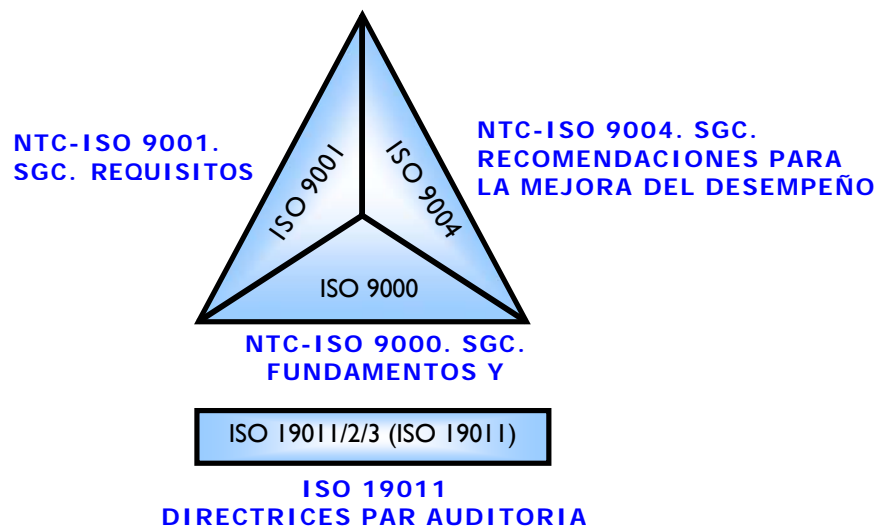 NTC-ISO 9001.
SGC. REQUISITOS
ISO 9001
ISO 9004
NTC-ISO 9004. SGC.
RECOMENDACIONES PARA
LA MEJORA DEL DESEMPEÑO
ISO 9000
NTC-ISO 9000. SGC.
FUNDAMENTOS Y
ISO 19011/2/3 (ISO 19011)
ISO 19011
DIRECTRICES PAR AUDITORIA